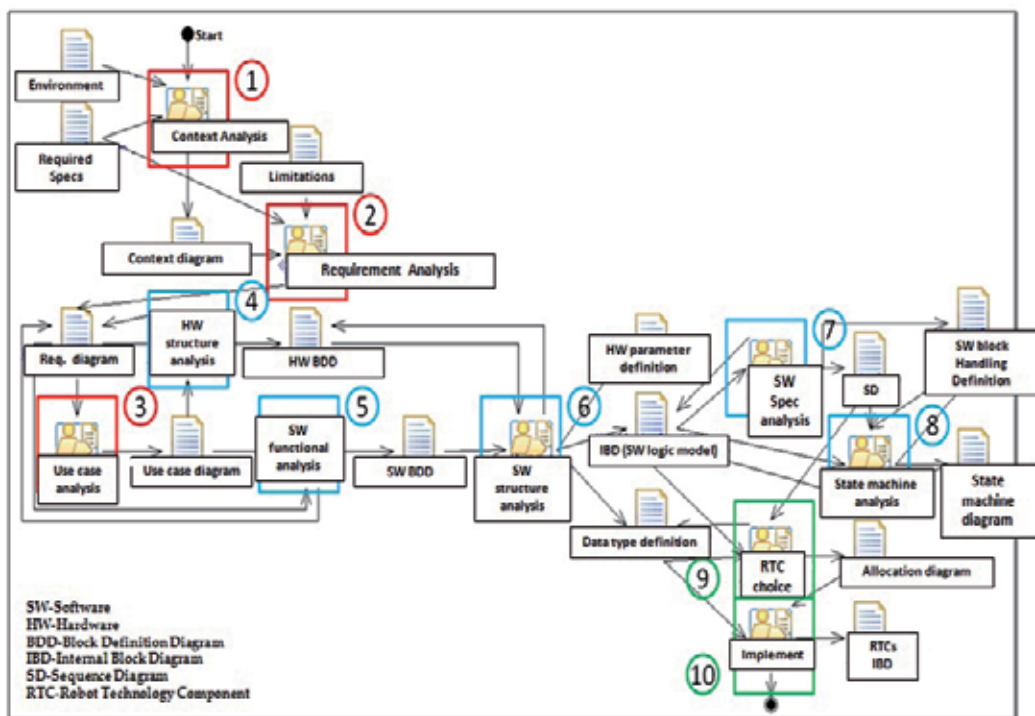 Start
1
Environment
Context Analysis
Required
Specs
Limitations
2
Context diagram
Requirement Analysis
4
HW
structure
analysis
Req. diagram
HW BDD
HW parameter
definition
7
SW
Spec
analysis
SD
SW block
Handling
Definition
3
Use case
analysis
Use case diagram
5
SW
functional
analysis
SW BDD
6
SW
structure
analysis
IBD (SW logic model)
8
State machine
analysis
State
machine
diagram
Data type definition
9
RTC
choice
Allocation diagram
Implement
RTCs
IBD
10
SW-Software
HW-Hardware
BDD-Block Definition Diagram
IBD-Internal Block Diagram
SD-Sequence Diagram
RTC-Robot Technology Component